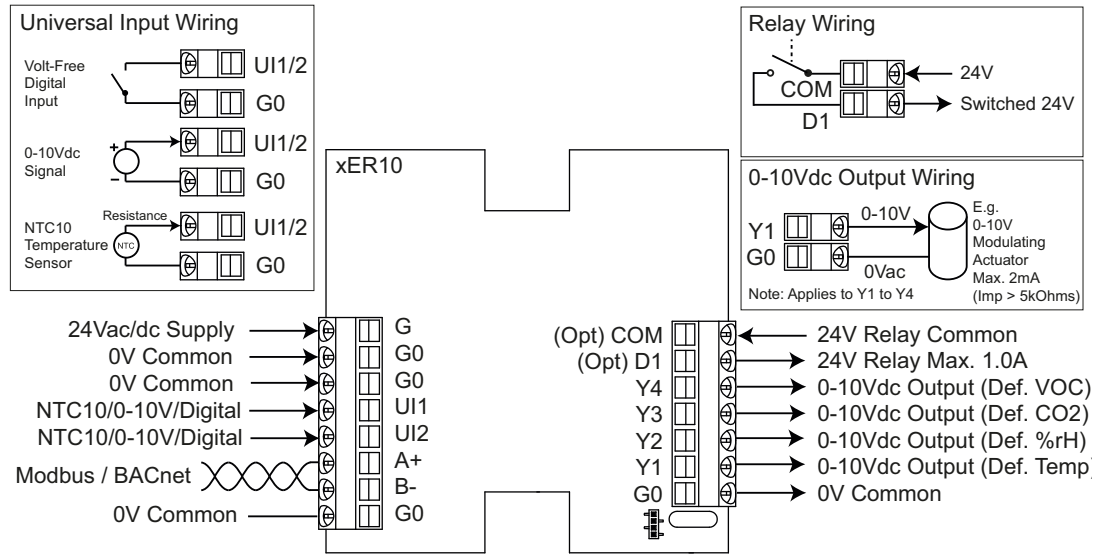 Universal Input Wiring
Volt-Free
Digital
Input
UI1/2
G0
0-10Vdc
Signal
+
−
UI1/2
G0
NTC10
Temperature
Sensor
Resistance
NTC
UI1/2
G0
Relay Wiring
COM
D1
24V
Switched 24V
0-10Vdc Output Wiring
Y1
G0
0-10V
0Vac
E.g.
0-10V
Modulating
Actuator
Max. 2mA
(Imp > 5kOhms)
Note: Applies to Y1 to Y4
xER10
24Vac/dc Supply
G
0V Common
G0
0V Common
G0
NTC10/0-10V/Digital
UI1
NTC10/0-10V/Digital
UI2
Modbus / BACnet
A+
B-
0V Common
G0
(Opt) COM
24V Relay Common
(Opt) D1
24V Relay Max. 1.0A
Y4
0-10Vdc Output (Def. VOC)
Y3
0-10Vdc Output (Def. CO2)
Y2
0-10Vdc Output (Def. %rH)
Y1
0-10Vdc Output (Def. Temp)
G0
0V Common